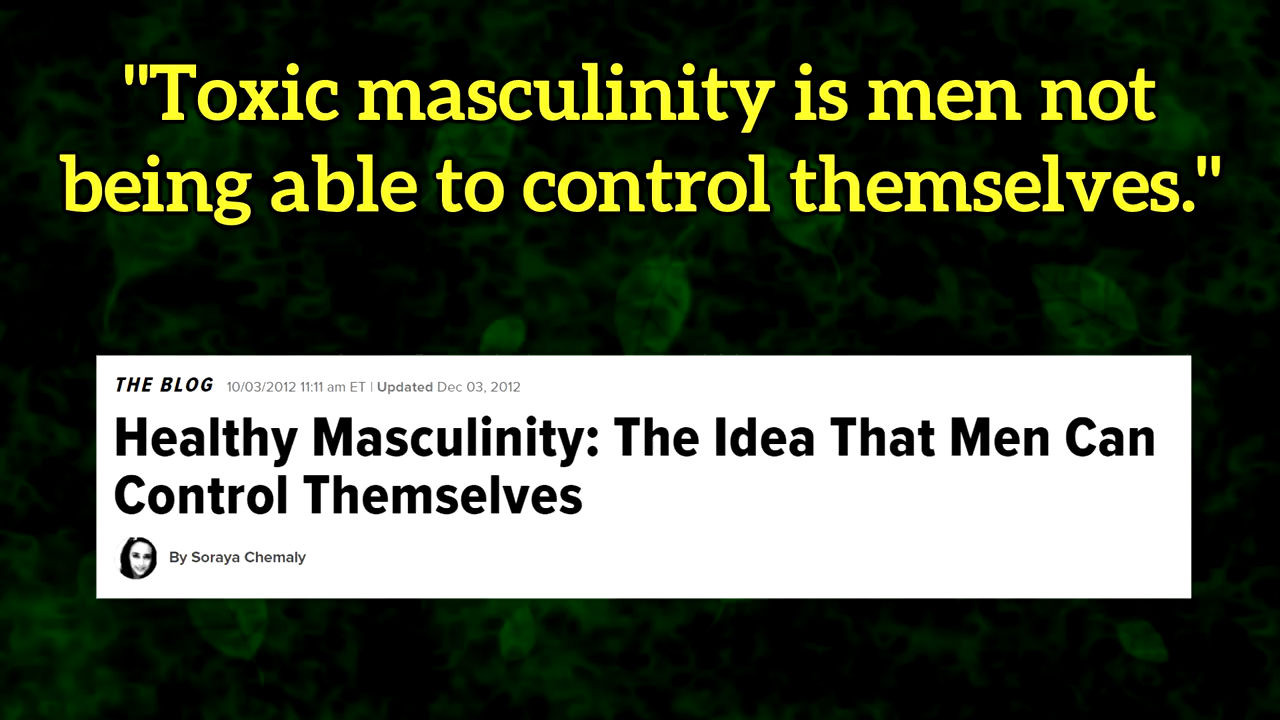 "Toxic masculinity is men not
being able to control themselves."
THE BLOG 10/03/2012 11:11 am ET | Updated Dec 03, 2012
Healthy Masculinity: The Idea That Men Can
Control Themselves
By Soraya Chemaly